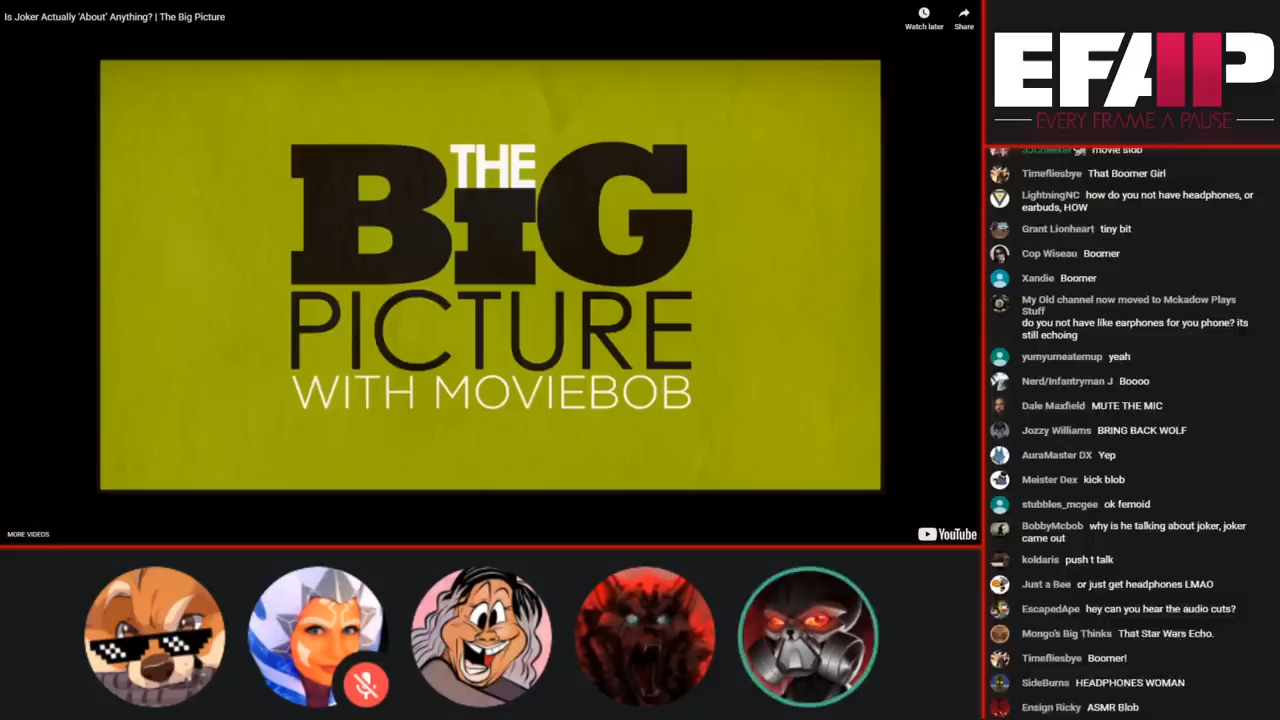 Is Joker Actually 'About' Anything? | The Big Picture
Watch later
Share
THE
BIG
PICTURE
WITH MOVIEBOB
MORE VIDEOS
YouTube
EFAP
EVERY FRAME A PAUSE
movie slob
Timefliesbye That Boomer Girl
LightningNC how do you not have headphones, or
earbuds, HOW
Grant Lionheart tiny bit
Cop Wiseau Boomer
Xandie Boomer
My Old channel now moved to Mckadow Plays
Stuff
do you not have like earphones for you phone? its
still echoing
yumyumeatemup yeah
Nerd/Infantryman J Boooo
Dale Maxfield MUTE THE MIC
Jozzy Williams BRING BACK WOLF
AuraMaster DX Yep
Meister Dex kick blob
stubbles_mcgee ok femoid
BobbyMcbob why is he talking about joker, joker
came out
koldaris push t talk
Just a Bee or just get headphones LMAO
EscapedApe hey can you hear the audio cuts?
Mongo's Big Thinks That Star Wars Echo.
Timefliesbye Boomer!
SideBurns HEADPHONES WOMAN
Ensign Ricky ASMR Blob